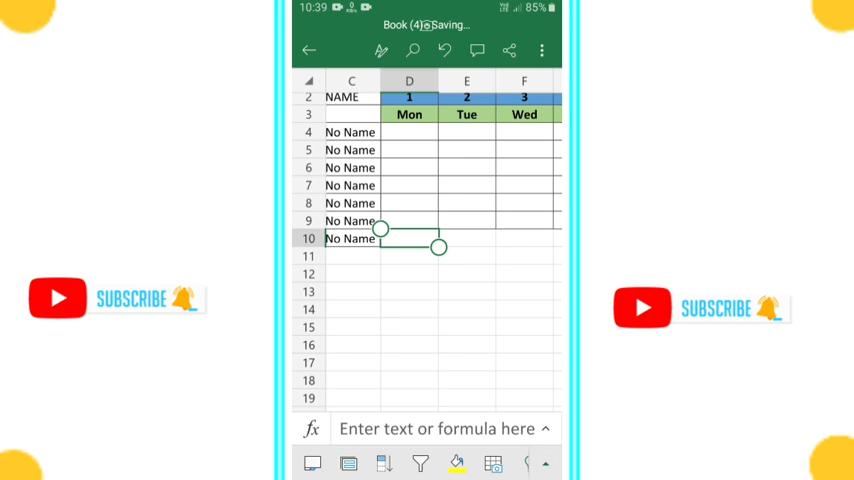 10:39 85%
Book (4) Saving...
C D E F
2 NAME 1 2 3
3 Mon Tue Wed
4 No Name
5 No Name
6 No Name
7 No Name
8 No Name
9 No Name
10 No Name
11
12
13
14
15
16
17
18
19
SUBSCRIBE
SUBSCRIBE
fx Enter text or formula here